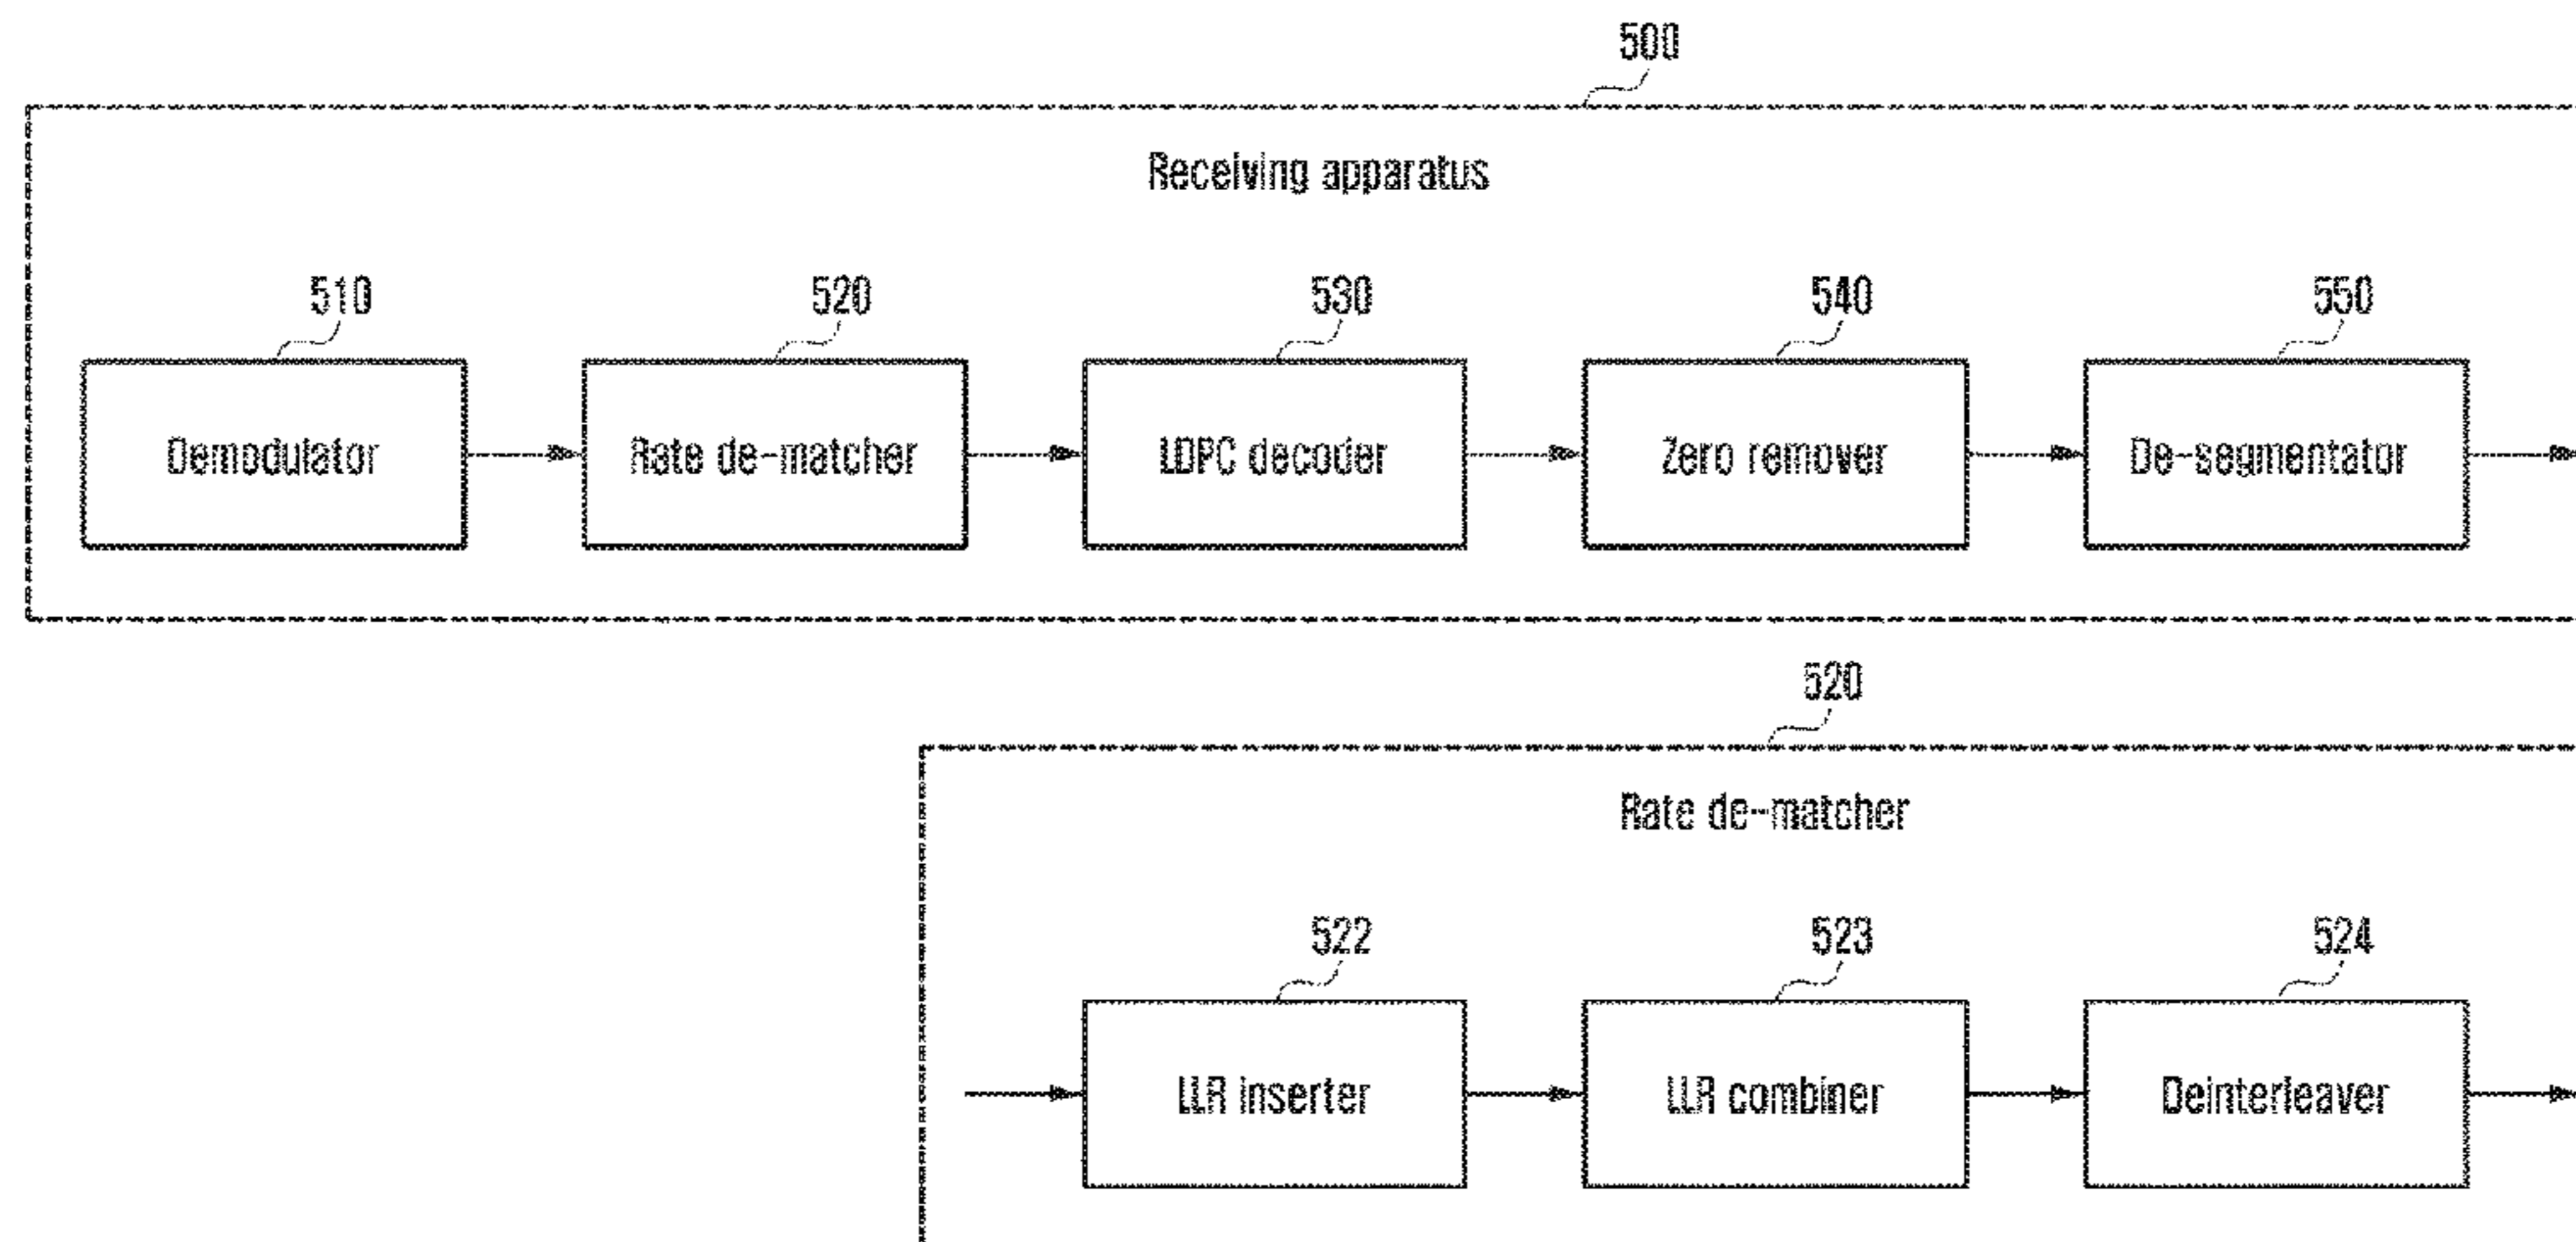 500
Receiving apparatus
510 520 530 540 550
Demodulator Rate de-matcher LDPC decoder Zero remover De-segmentator
520
Rate de-matcher
522 523 524
LLR inserter LLR combiner Deinterleaver